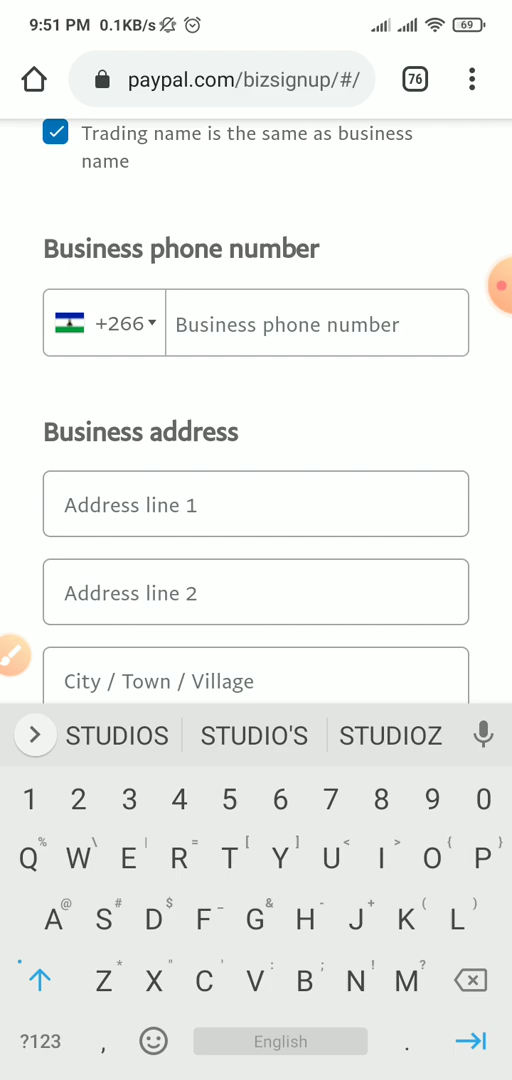 9:51 PM 0.1KB/s 69
paypal.com/bizsignup/#/ 76
Trading name is the same as business
name
Business phone number
+266 Business phone number
Business address
Address line 1
Address line 2
City / Town / Village
STUDIOS STUDIO'S STUDIOZ
1 2 3 4 5 6 7 8 9 0
% \ | = [ ] < > { }
Q W E R T Y U I O P
@ # $ _ & - + ( )
A S D F G H J K L
* " ' : ; ! ?
Z X C V B N M
?123 , English .